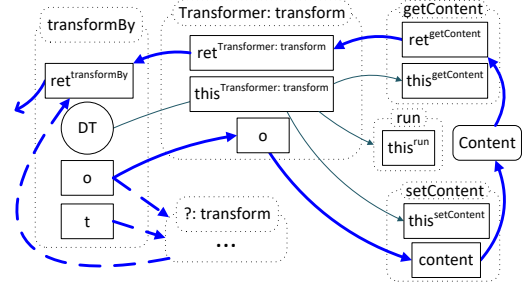 transformBy
ret^transformBy
DT
o
t
Transformer: transform
ret^Transformer: transform
this^Transformer: transform
o
?: transform
...
getContent
ret^getContent
this^getContent
run
this^run
Content
setContent
this^setContent
content